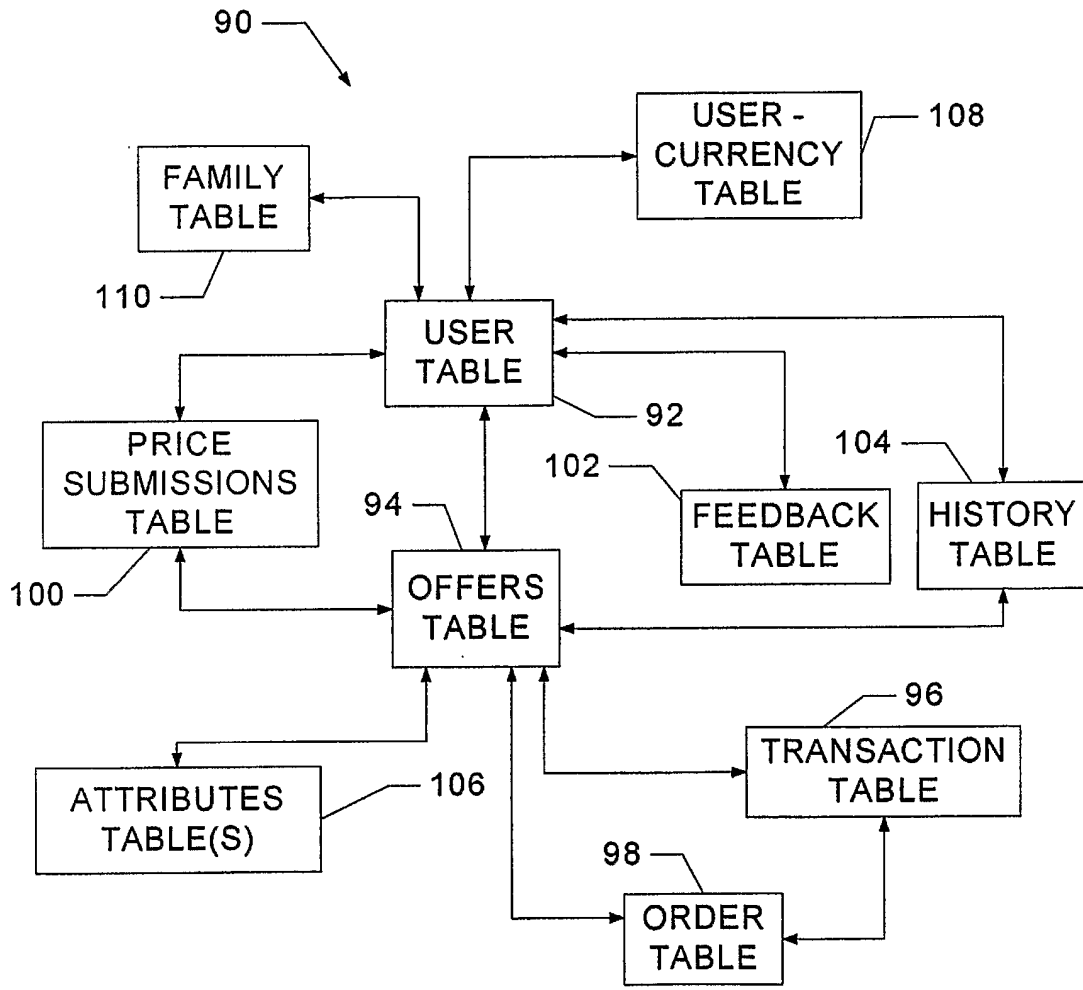 90
USER -
CURRENCY
TABLE
108
FAMILY
TABLE
110
USER
TABLE
92
PRICE
SUBMISSIONS
TABLE
100
102
FEEDBACK
TABLE
104
HISTORY
TABLE
94
OFFERS
TABLE
96
TRANSACTION
TABLE
ATTRIBUTES
TABLE(S)
106
98
ORDER
TABLE